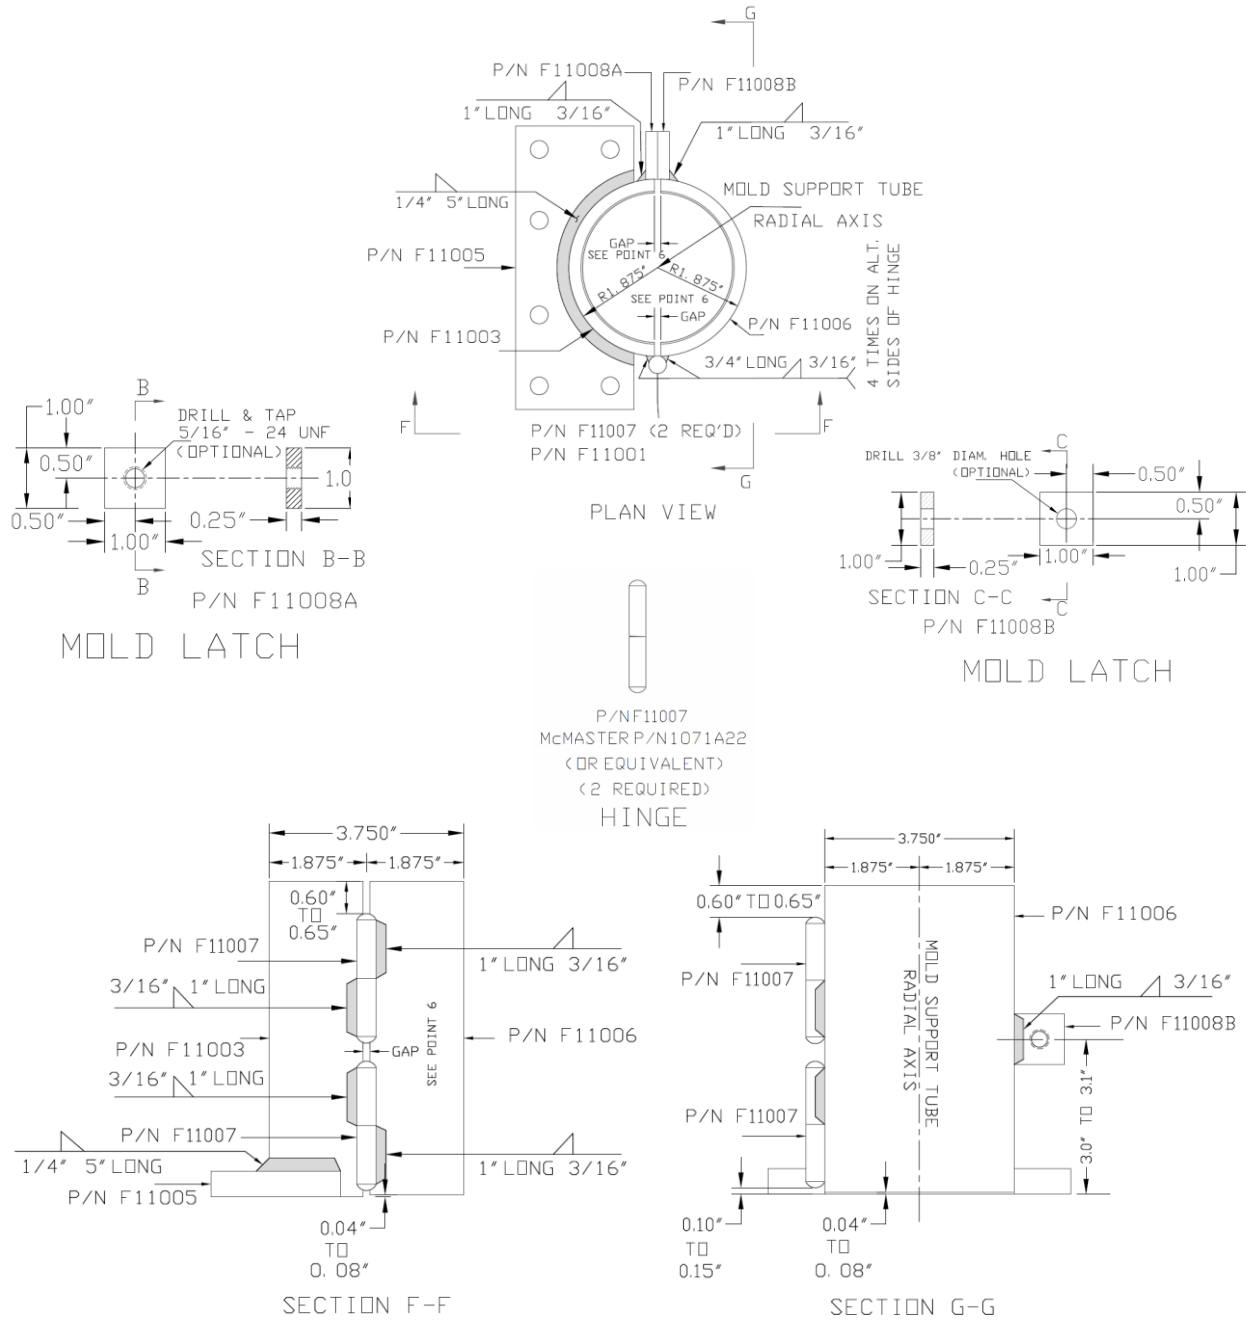 G
P/N F11008A
P/N F11008B
1" LONG 3/16"
1" LONG 3/16"
MOLD SUPPORT TUBE
RADIAL AXIS
1/4" 5" LONG
GAP
SEE POINT 6
P/N F11005
R1.875"
R1.875"
SEE POINT 6
GAP
P/N F11006
P/N F11003
3/4" LONG 3/16"
4 TIMES ON ALT.
SIDES OF HINGE
F
F
P/N F11007 (2 REQ'D)
P/N F11001
G
PLAN VIEW
B
1.00"
DRILL & TAP
5/16" - 24 UNF
(OPTIONAL)
0.50"
1.0
0.50"
0.25"
1.00"
SECTION B-B
B
P/N F11008A
MOLD LATCH
C
DRILL 3/8" DIAM. HOLE
(OPTIONAL)
0.50"
0.50"
1.00"
0.25"
1.00"
1.00"
SECTION C-C
C
P/N F11008B
MOLD LATCH
P/N F11007
McMASTER P/N 1071A22
(OR EQUIVALENT)
(2 REQUIRED)
HINGE
3.750"
1.875"
1.875"
0.60"
TO
0.65"
P/N F11007
1" LONG 3/16"
3/16" 1" LONG
P/N F11003
GAP
SEE POINT 6
P/N F11006
3/16" 1" LONG
P/N F11007
1/4" 5" LONG
1" LONG 3/16"
P/N F11005
0.04"
TO
0. 08"
SECTION F-F
3.750"
1.875"
1.875"
0.60" TO 0.65"
P/N F11006
P/N F11007
MOLD SUPPORT TUBE
RADIAL AXIS
1" LONG 3/16"
P/N F11008B
3.0" TO 3.1"
P/N F11007
0.10"
TO
0.15"
0.04"
TO
0. 08"
SECTION G-G